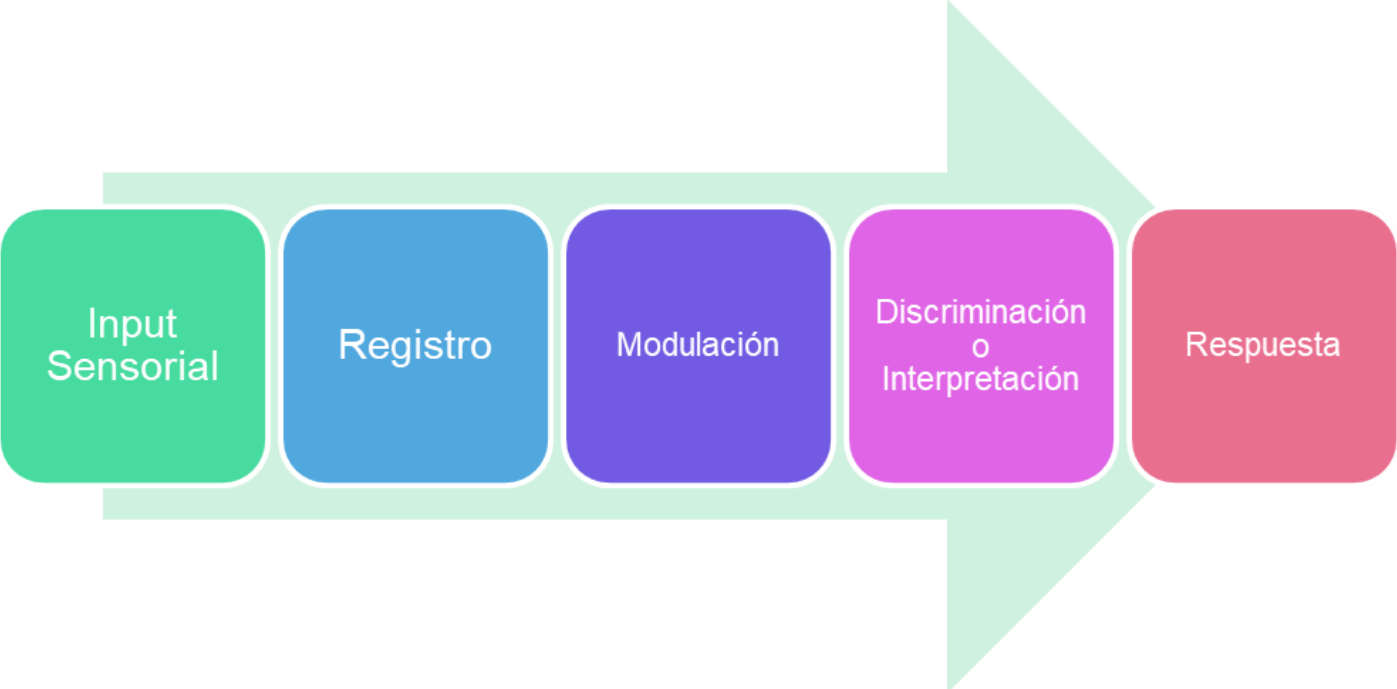 Input
Sensorial
Registro
Modulación
Discriminación
o
Interpretación
Respuesta